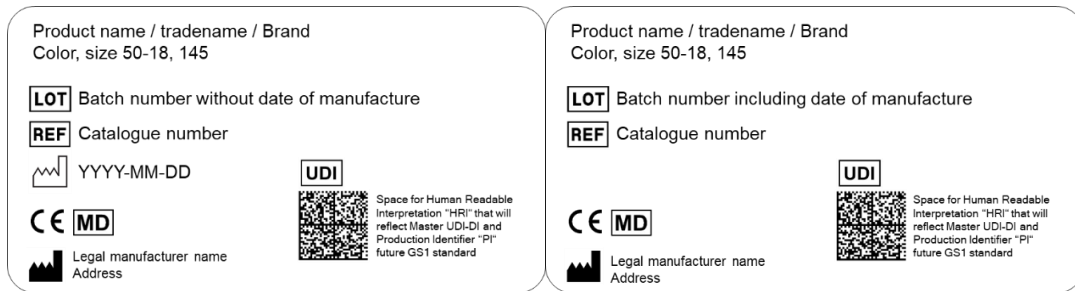 Product name / tradename / Brand
Color, size 50-18, 145
LOT Batch number without date of manufacture
REF Catalogue number
YYYY-MM-DD
UDI
Space for Human Readable
Interpretation "HRI" that will
reflect Master UDI-DI and
Production Identifier "PI"
future GS1 standard
CE MD
Legal manufacturer name
Address
Product name / tradename / Brand
Color, size 50-18, 145
LOT Batch number including date of manufacture
REF Catalogue number
UDI
Space for Human Readable
Interpretation "HRI" that will
reflect Master UDI-DI and
Production Identifier "PI"
future GS1 standard
CE MD
Legal manufacturer name
Address